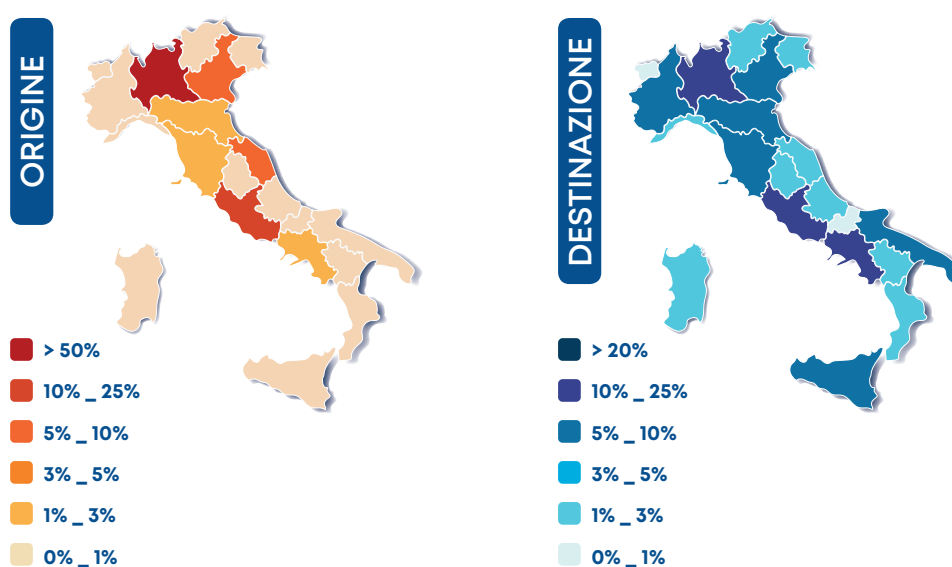 ORIGINE
> 50%
10% _ 25%
5% _ 10%
3% _ 5%
1% _ 3%
0% _ 1%
DESTINAZIONE
> 20%
10% _ 25%
5% _ 10%
3% _ 5%
1% _ 3%
0% _ 1%